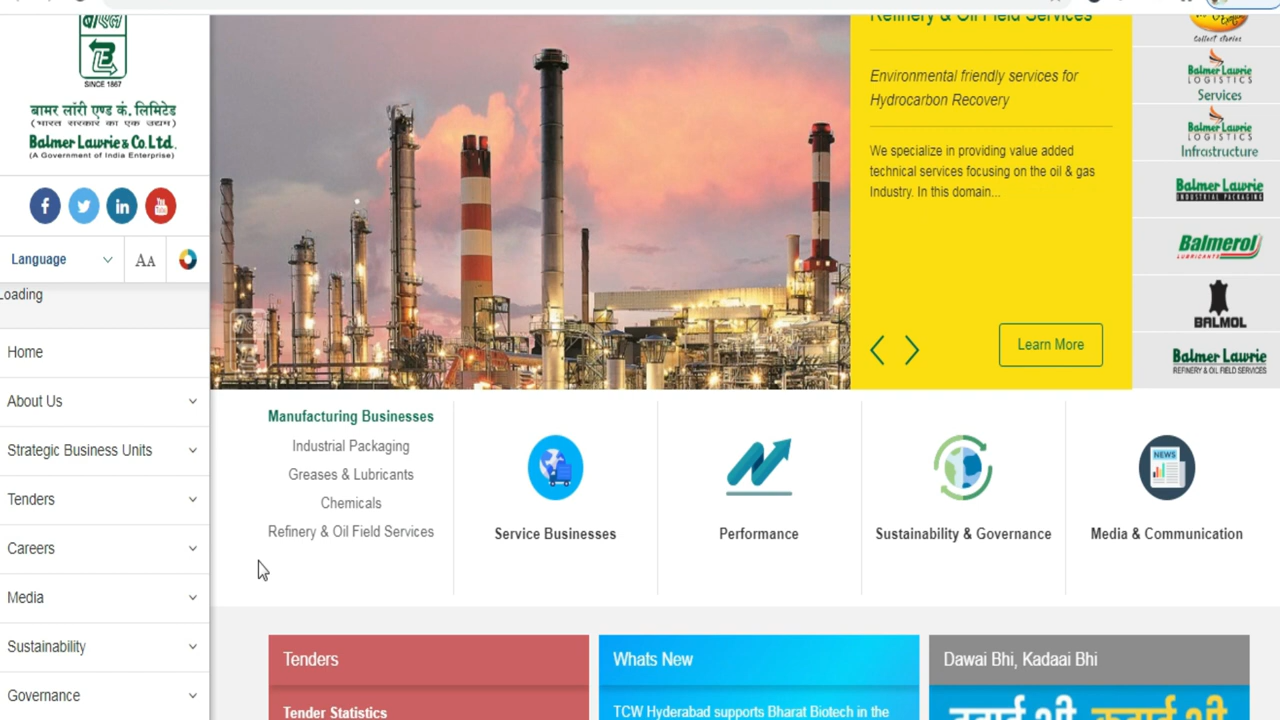 SINCE 1867
बामर लॉरी एण्ड कं. लिमिटेड
(भारत सरकार का एक उद्यम)
Balmer Lawrie & Co. Ltd.
(A Government of India Enterprise)
Language
AA
Loading
Home
About Us
Strategic Business Units
Tenders
Careers
Media
Sustainability
Governance
Refinery & Oil Field Services
Environmental friendly services for
Hydrocarbon Recovery
We specialize in providing value added
technical services focusing on the oil & gas
Industry. In this domain...
Learn More
Collect stories
Balmer Lawrie
LOGISTICS
Services
Balmer Lawrie
LOGISTICS
Infrastructure
Balmer Lawrie
INDUSTRIAL PACKAGING
Balmerol
LUBRICANTS
BALMOL
Balmer Lawrie
REFINERY & OIL FIELD SERVICES
Manufacturing Businesses
Industrial Packaging
Greases & Lubricants
Chemicals
Refinery & Oil Field Services
Service Businesses
Performance
Sustainability & Governance
NEWS
Media & Communication
Tenders
Tender Statistics
Whats New
TCW Hyderabad supports Bharat Biotech in the
Dawai Bhi, Kadaai Bhi